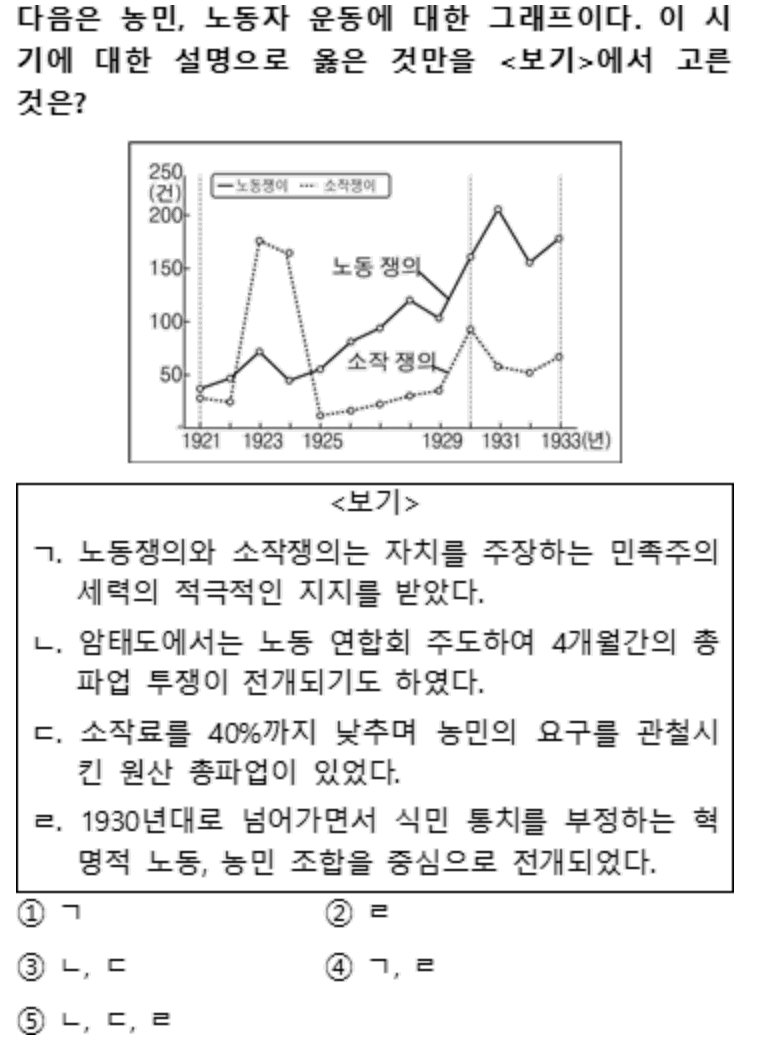 다음은 농민, 노동자 운동에 대한 그래프이다. 이 시
기에 대한 설명으로 옳은 것만을 <보기>에서 고른
것은?
250
(건)
노동쟁이 소작쟁이
200
150
노동 쟁의
100
소작 쟁의
50
1921 1923 1925 1929 1931 1933(년)
<보기>
ㄱ. 노동쟁의와 소작쟁의는 자치를 주장하는 민족주의
세력의 적극적인 지지를 받았다.
ㄴ. 암태도에서는 노동 연합회 주도하여 4개월간의 총
파업 투쟁이 전개되기도 하였다.
ㄷ. 소작료를 40%까지 낮추며 농민의 요구를 관철시
킨 원산 총파업이 있었다.
ㄹ. 1930년대로 넘어가면서 식민 통치를 부정하는 혁
명적 노동, 농민 조합을 중심으로 전개되었다.
① ㄱ ② ㄹ
③ ㄴ, ㄷ ④ ㄱ, ㄹ
⑤ ㄴ, ㄷ, ㄹ